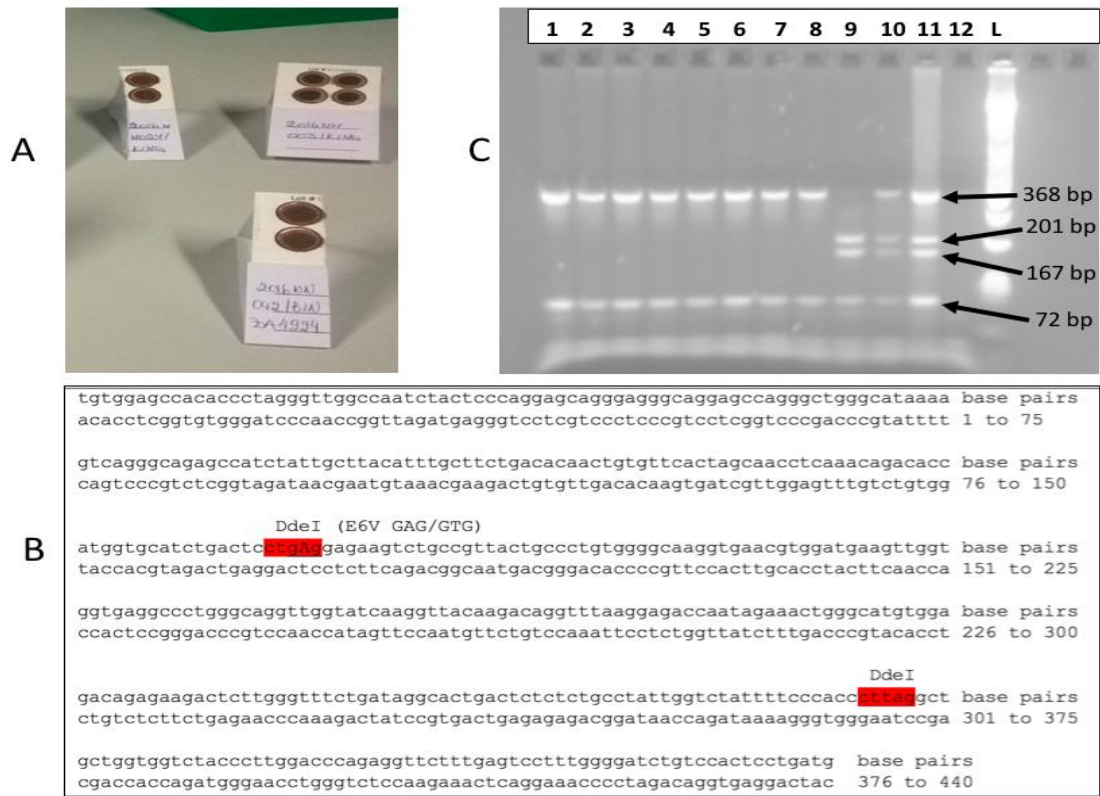 A
C
1 2 3 4 5 6 7 8 9 10 11 12 L
368 bp
201 bp
167 bp
72 bp
B
tgtggagccacaccctagggttggccaatctactcccaggagcagggagggcaggagccagggctgggcataaaa base pairs
acacctcggtgtgggatcccaaccggttagatgagggtcctcgtccctcccgtcctcggtcccgacccgtatttt 1 to 75
gtcagggcagagccatctattgcttacatttgcttctgacacaactgtgttcactagcaacctcaaacagacacc base pairs
cagtcccgtctcggtagataacgaatgtaaacgaagactgtgttgacacaagtgatcgttggagtttgtctgtgg 76 to 150
DdeI (E6V GAG/GTG)
atggtgcatctgactcctgAggagaagtctgccgttactgccctgtggggcaaggtgaacgtggatgaagttggt base pairs
taccacgtagactgaggactcctcttcagacggcaatgacgggacaccccgttccacttgcacctacttcaacca 151 to 225
ggtgaggccctgggcaggttggtatcaaggttacaagacaggtttaaggagaccaatagaaactgggcatgtgga base pairs
ccactccgggacccgtccaaccatagttccaatgttctgtccaaattcctctggttatctttgacccgtacacct 226 to 300
DdeI
gacagagaagactcttgggtttctgataggcactgactctctctgcctattggtctattttcccacccttaggct base pairs
ctgtctcttctgagaacccaaagactatccgtgactgagagagacggataaccagataaaagggtgggaatccga 301 to 375
gctggtggtctacccttggacccagaggttctttgagtcctttggggatctgtccactcctgatg base pairs
cgaccaccagatgggaacctgggtctccaagaaactcaggaaacccctagacaggtgaggactac 376 to 440